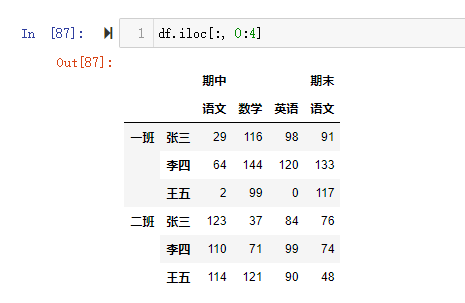 In [87]: 1 df.iloc[:, 0:4]
Out[87]:
期中 期末
语文 数学 英语 语文
一班 张三 29 116 98 91
李四 64 144 120 133
王五 2 99 0 117
二班 张三 123 37 84 76
李四 110 71 99 74
王五 114 121 90 48